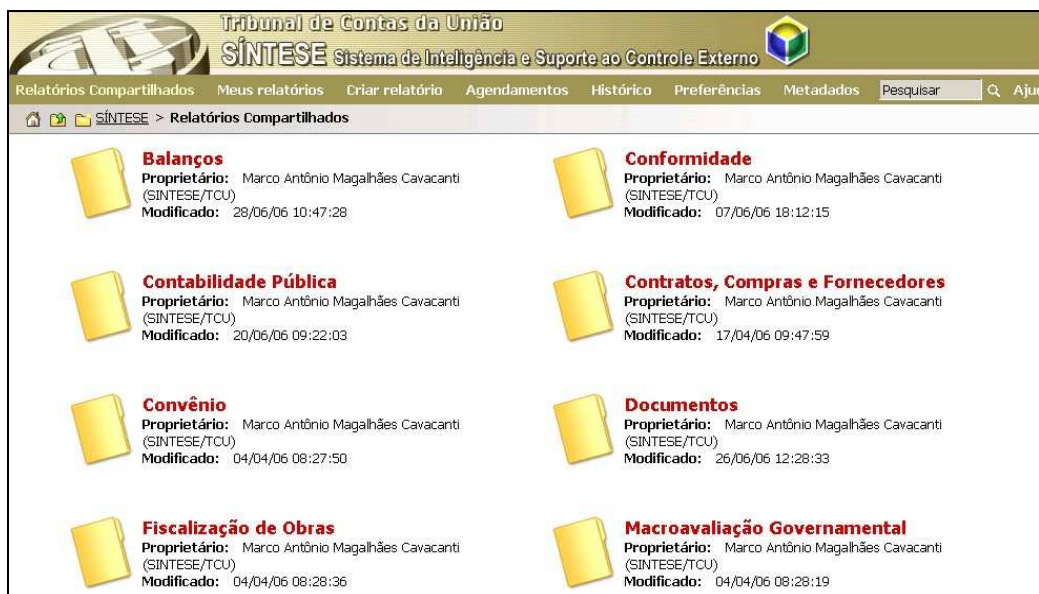 Tribunal de Contas da União
SÍNTESE Sistema de Inteligência e Suporte ao Controle Externo
Relatórios Compartilhados Meus relatórios Criar relatório Agendamentos Histórico Preferências Metadados Pesquisar Aju
SÍNTESE > Relatórios Compartilhados
Balanços
Proprietário: Marco Antônio Magalhães Cavacanti
(SINTESE/TCU)
Modificado: 28/06/06 10:47:28
Conformidade
Proprietário: Marco Antônio Magalhães Cavacanti
(SINTESE/TCU)
Modificado: 07/06/06 18:12:15
Contabilidade Pública
Proprietário: Marco Antônio Magalhães Cavacanti
(SINTESE/TCU)
Modificado: 20/06/06 09:22:03
Contratos, Compras e Fornecedores
Proprietário: Marco Antônio Magalhães Cavacanti
(SINTESE/TCU)
Modificado: 17/04/06 09:47:59
Convênio
Proprietário: Marco Antônio Magalhães Cavacanti
(SINTESE/TCU)
Modificado: 04/04/06 08:27:50
Documentos
Proprietário: Marco Antônio Magalhães Cavacanti
(SINTESE/TCU)
Modificado: 26/06/06 12:28:33
Fiscalização de Obras
Proprietário: Marco Antônio Magalhães Cavacanti
(SINTESE/TCU)
Modificado: 04/04/06 08:28:36
Macroavaliação Governamental
Proprietário: Marco Antônio Magalhães Cavacanti
(SINTESE/TCU)
Modificado: 04/04/06 08:28:19